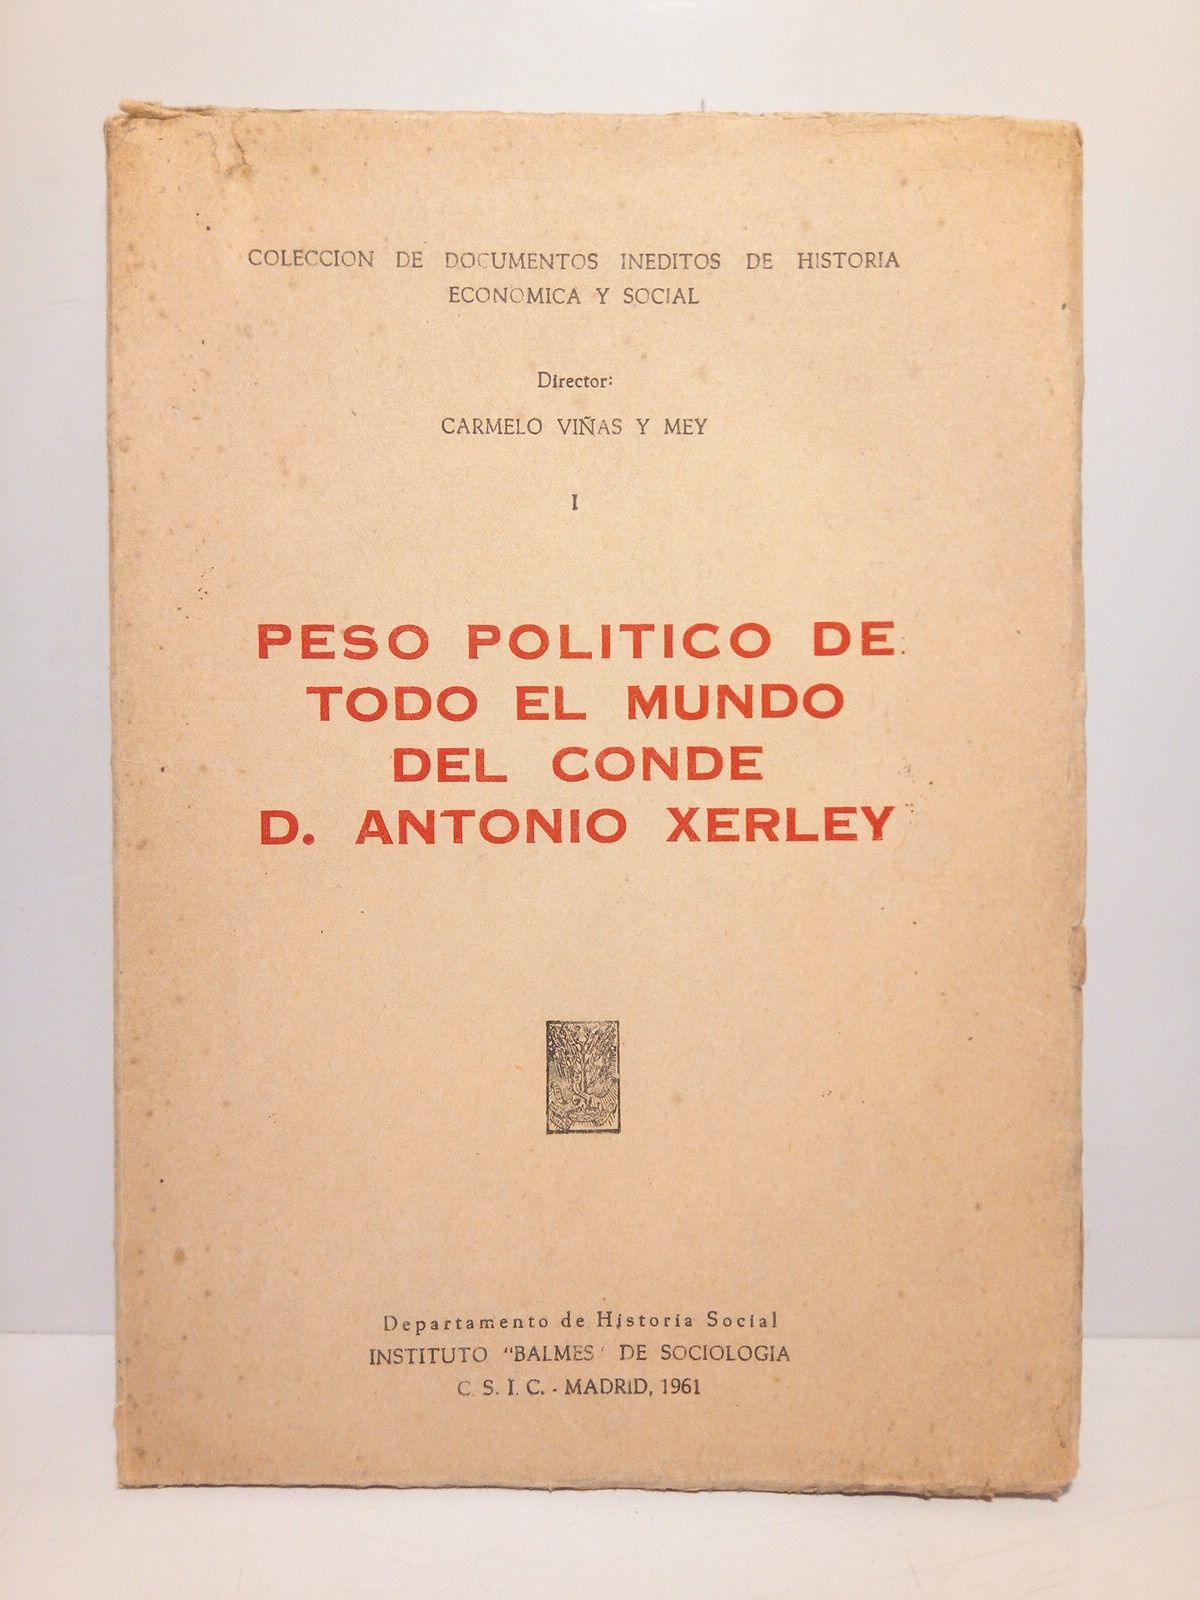 COLECCION DE DOCUMENTOS INEDITOS DE HISTORIA
ECONOMICA Y SOCIAL
Director:
CARMELO VIÑAS Y MEY
I
PESO POLITICO DE
TODO EL MUNDO
DEL CONDE
D. ANTONIO XERLEY
Departamento de Historia Social
INSTITUTO "BALMES" DE SOCIOLOGIA
C. S. I. C. - MADRID, 1961